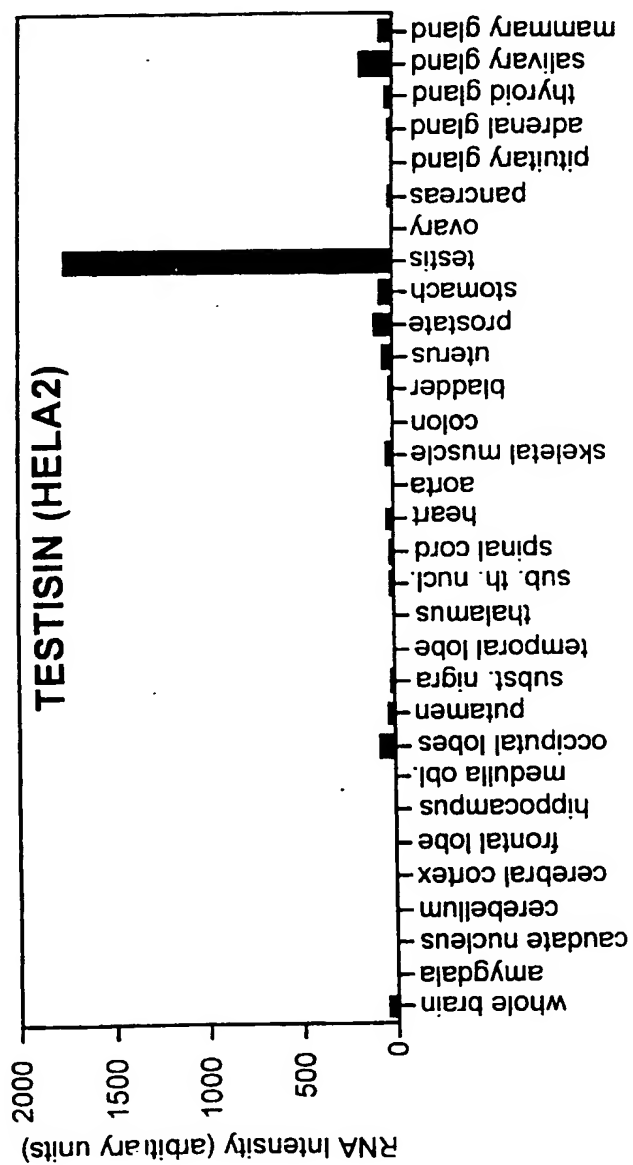 TESTISIN (HELA2)
RNA Intensity (arbitrary units)
2000
1500
1000
500
0
whole brain
amygdala
caudate nucleus
cerebellum
cerebral cortex
frontal lobe
hippocampus
medulla obl.
occiputal lobes
putamen
subst. nigra
temporal lobe
thalamus
sub. th. nucl.
spinal cord
heart
aorta
skeletal muscle
colon
bladder
uterus
prostate
stomach
testis
ovary
pancreas
pituitary gland
adrenal gland
thyroid gland
salivary gland
mammary gland